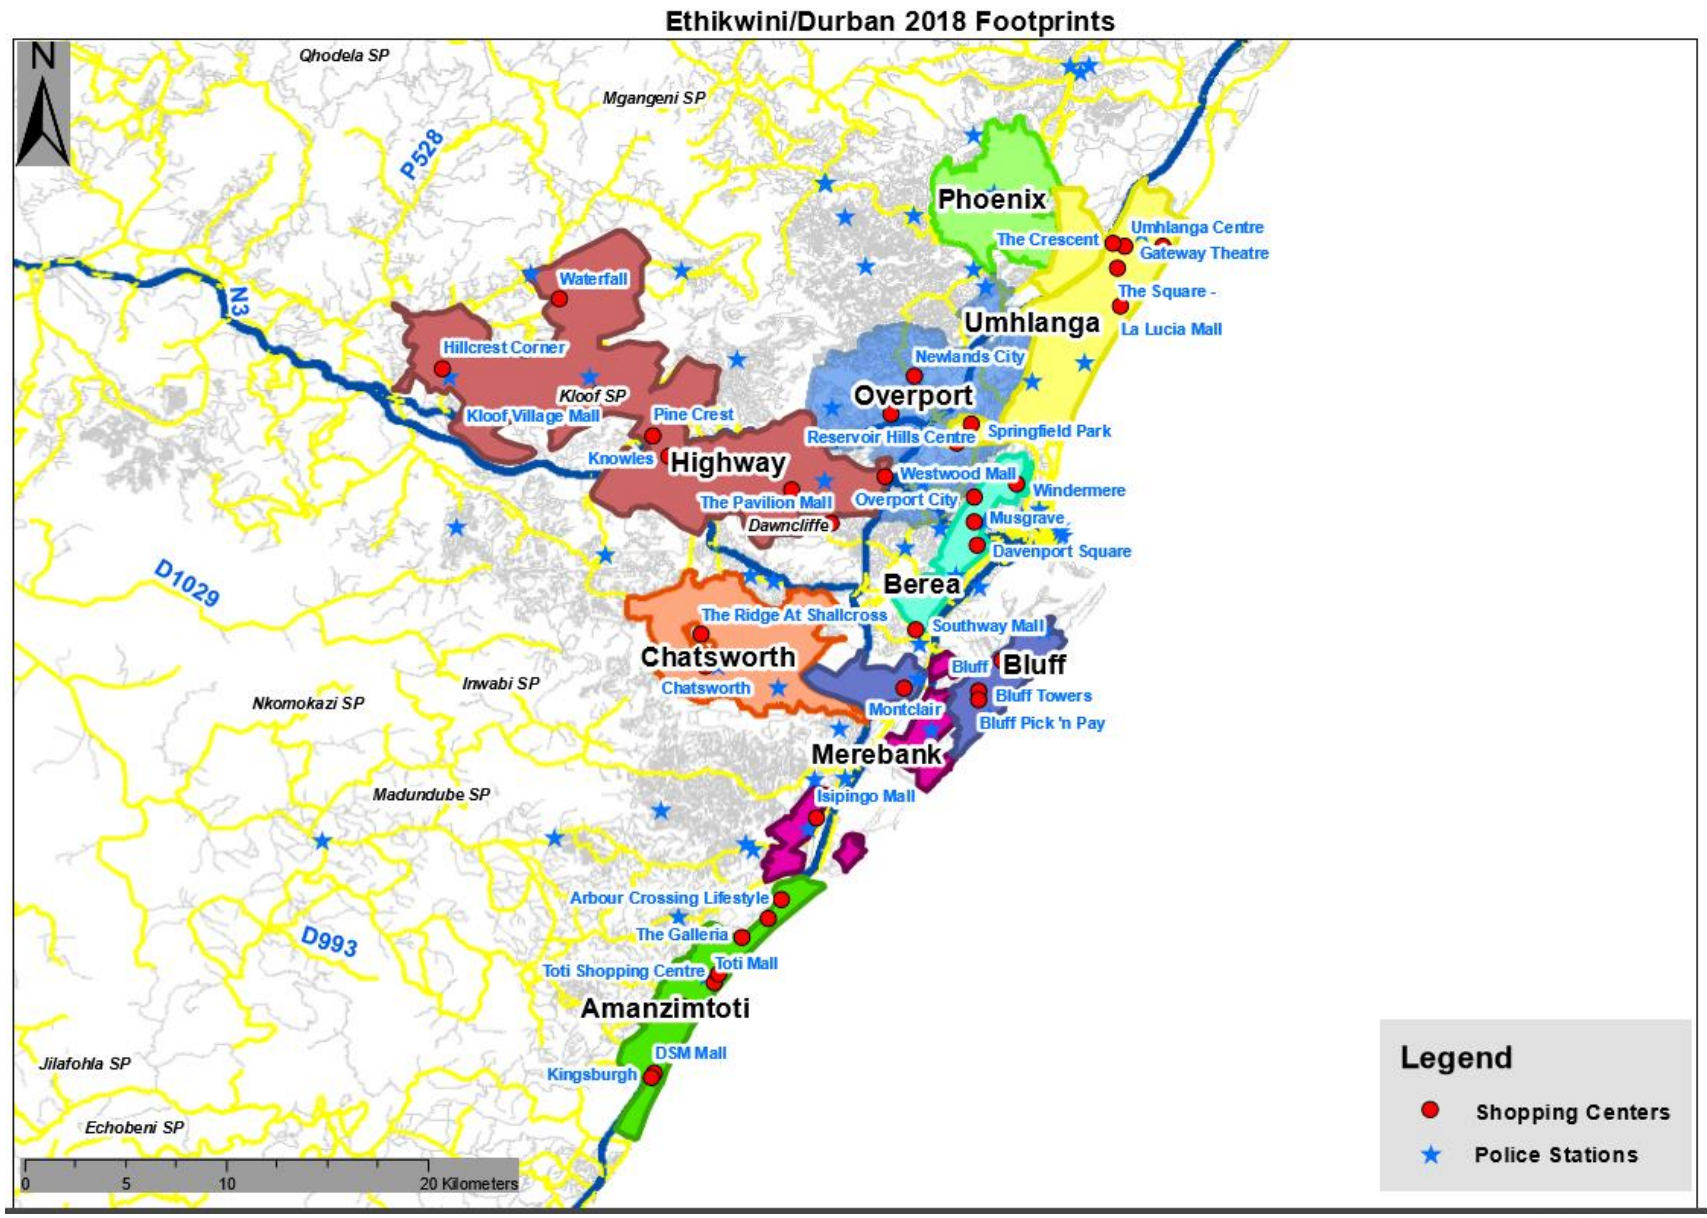 Ethikwini/Durban 2018 Footprints
N
Qhodela SP
Mgangeni SP
P528
Phoenix
The Crescent
Umhlanga Centre
Gateway Theatre
Waterfall
N3
The Square -
Umhlanga
La Lucia Mall
Hillcrest Corner
Newlands City
Kloof SP
Overport
Kloof Village Mall
Pine Crest
Reservoir Hills Centre
Springfield Park
Knowles
Highway
Westwood Mall
Windermere
The Pavilion Mall
Overport City
Dawncliffe
Musgrave
Davenport Square
D1029
Berea
The Ridge At Shallcross
Southway Mall
Chatsworth
Bluff
Bluff
Chatsworth
Inwabi SP
Nkomokazi SP
Bluff Towers
Montclair
Bluff Pick 'n Pay
Merebank
Madundube SP
Isipingo Mall
Arbour Crossing Lifestyle
The Galleria
D993
Toti Shopping Centre
Toti Mall
Amanzimtoti
DSM Mall
Kingsburgh
Jilafohla SP
Echobeni SP
0 5 10 20 Kilometers
Legend
Shopping Centers
Police Stations